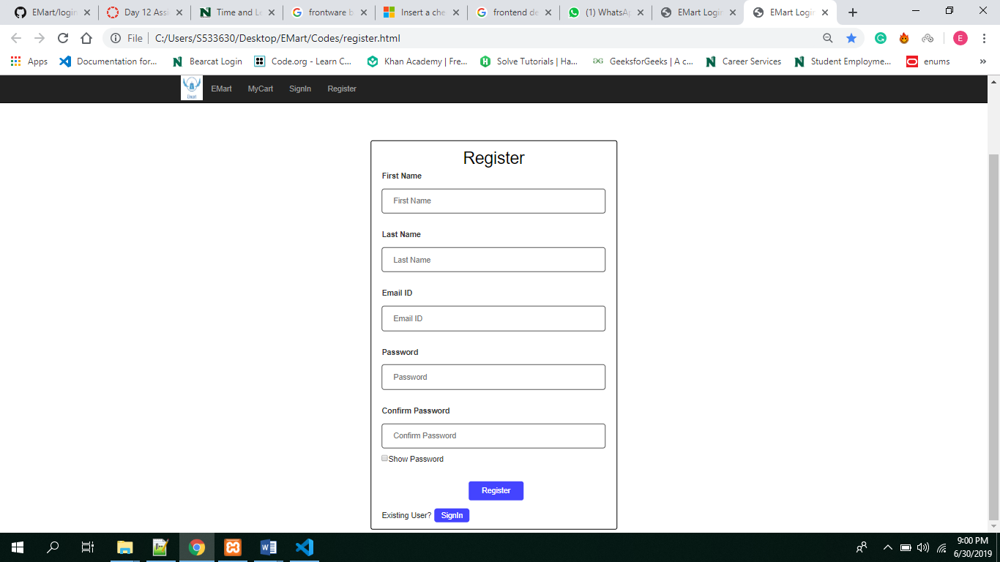 EMart/login
Day 12 Assi
Time and Le
frontware b
Insert a che
frontend de
(1) WhatsAp
EMart Login
EMart Login
File
C:/Users/S533630/Desktop/EMart/Codes/register.html
E
Apps
Documentation for...
Bearcat Login
Code.org - Learn C...
Khan Academy | Fre...
Solve Tutorials | Ha...
GeeksforGeeks | A c...
Career Services
Student Employme...
enums
»
EMart
EMart MyCart SignIn Register
Register
First Name
First Name
Last Name
Last Name
Email ID
Email ID
Password
Password
Confirm Password
Confirm Password
Show Password
Register
Existing User? SignIn
9:00 PM
6/30/2019